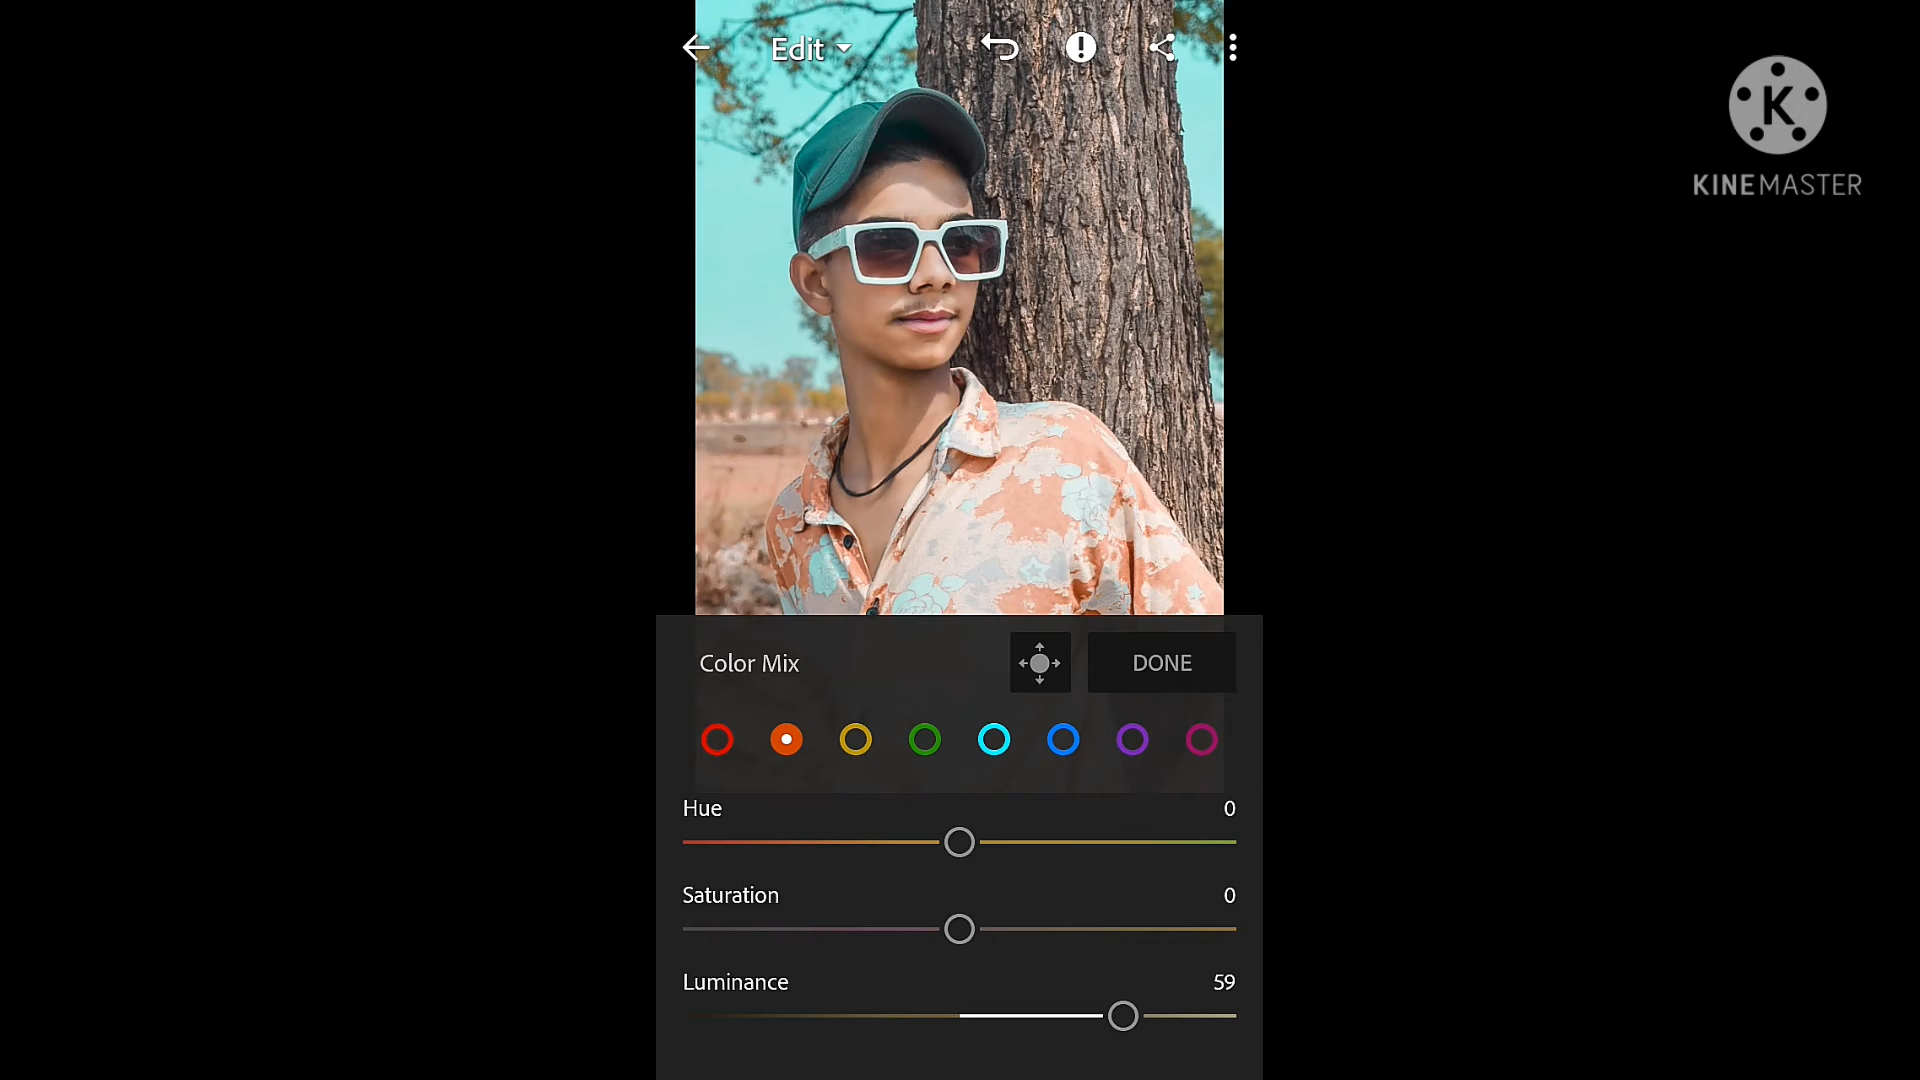 Edit
KINEMASTER
Color Mix
DONE
Hue 0
Saturation 0
Luminance 59